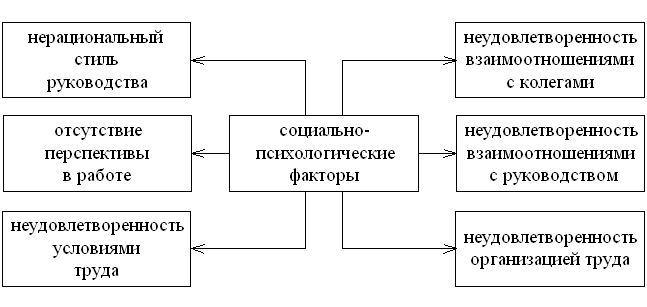 нерациональный
стиль
руководства
неудовлетворенность
взаимоотношениями
с колегами
отсутствие
перспективы
в работе
социально-
психологические
факторы
неудовлетворенность
взаимоотношениями
с руководством
неудовлетворенность
условиями
труда
неудовлетворенность
организацией труда